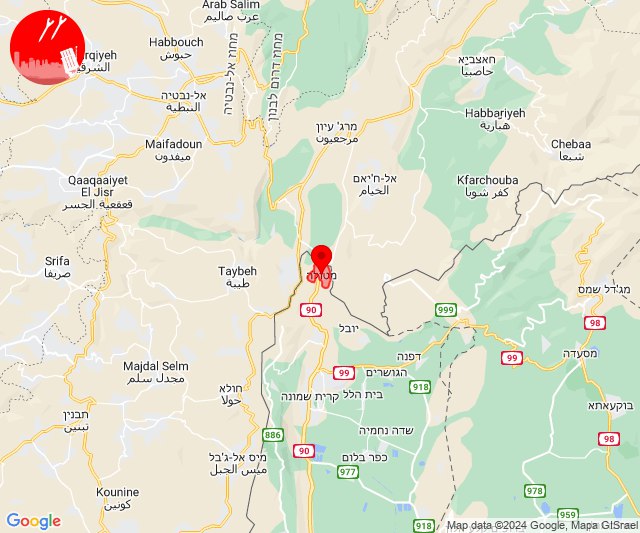 Arab Salim
عرب صاليم
Habbouch
حبوش
מחוז אל-נבטיה
מחוז דרום לבנון
الشرقية
אל-נבטיה
النبطية
חאצביא
حاصبيا
Habbariyeh
هبارية
מרג' עיון
مرجعيون
Maifadoun
ميفدون
Chebaa
شبعا
אל-ח'יאם
الخيام
Qaaqaaiyet
El Jisr
قعقعية الجسر
Kfarchouba
كفر شوبا
Srifa
صريفا
Taybeh
طيبة
מטולה
מג'דל שמס
90
999
98
יובל
99
מסעדה
דפנה
Majdal Selm
مجدل سلم
99
הגושרים
918
חולא
حولا
קרית שמונה
בית הלל
בוקעאתא
תבנין
تبنين
886
שדה נחמיה
98
מיס אל-ג'בל
ميس الجبل
90
כפר בלום
977
Kounine
كونين
978
959
918
Google
Map data ©2024 Google, Mapa GISrael